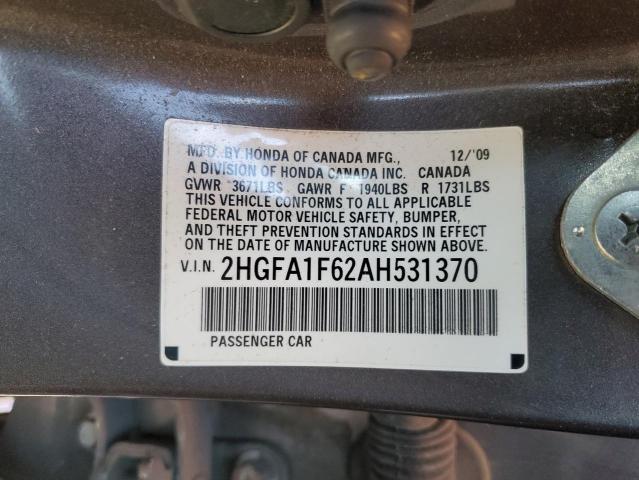 MFD. BY HONDA OF CANADA MFG., 12/'09
A DIVISION OF HONDA CANADA INC. CANADA
GVWR 3671LBS GAWR F 1940LBS R 1731LBS
THIS VEHICLE CONFORMS TO ALL APPLICABLE
FEDERAL MOTOR VEHICLE SAFETY, BUMPER,
AND THEFT PREVENTION STANDARDS IN EFFECT
ON THE DATE OF MANUFACTURE SHOWN ABOVE.
V.I.N. 2HGFA1F62AH531370
PASSENGER CAR